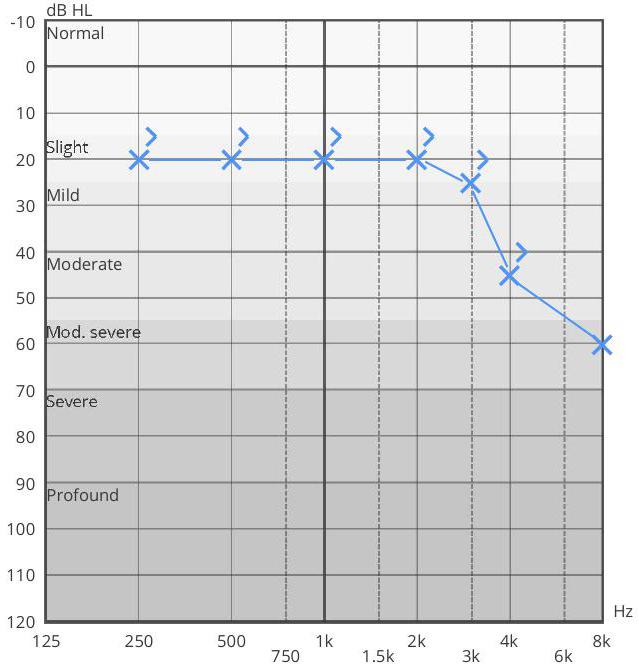 dB HL
-10
Normal
0
10
Slight
20
Mild
30
40
Moderate
50
Mod. severe
60
70
Severe
80
90
Profound
100
110
120
Hz
125 250 500 1k 2k 4k 8k
750 1.5k 3k 6k